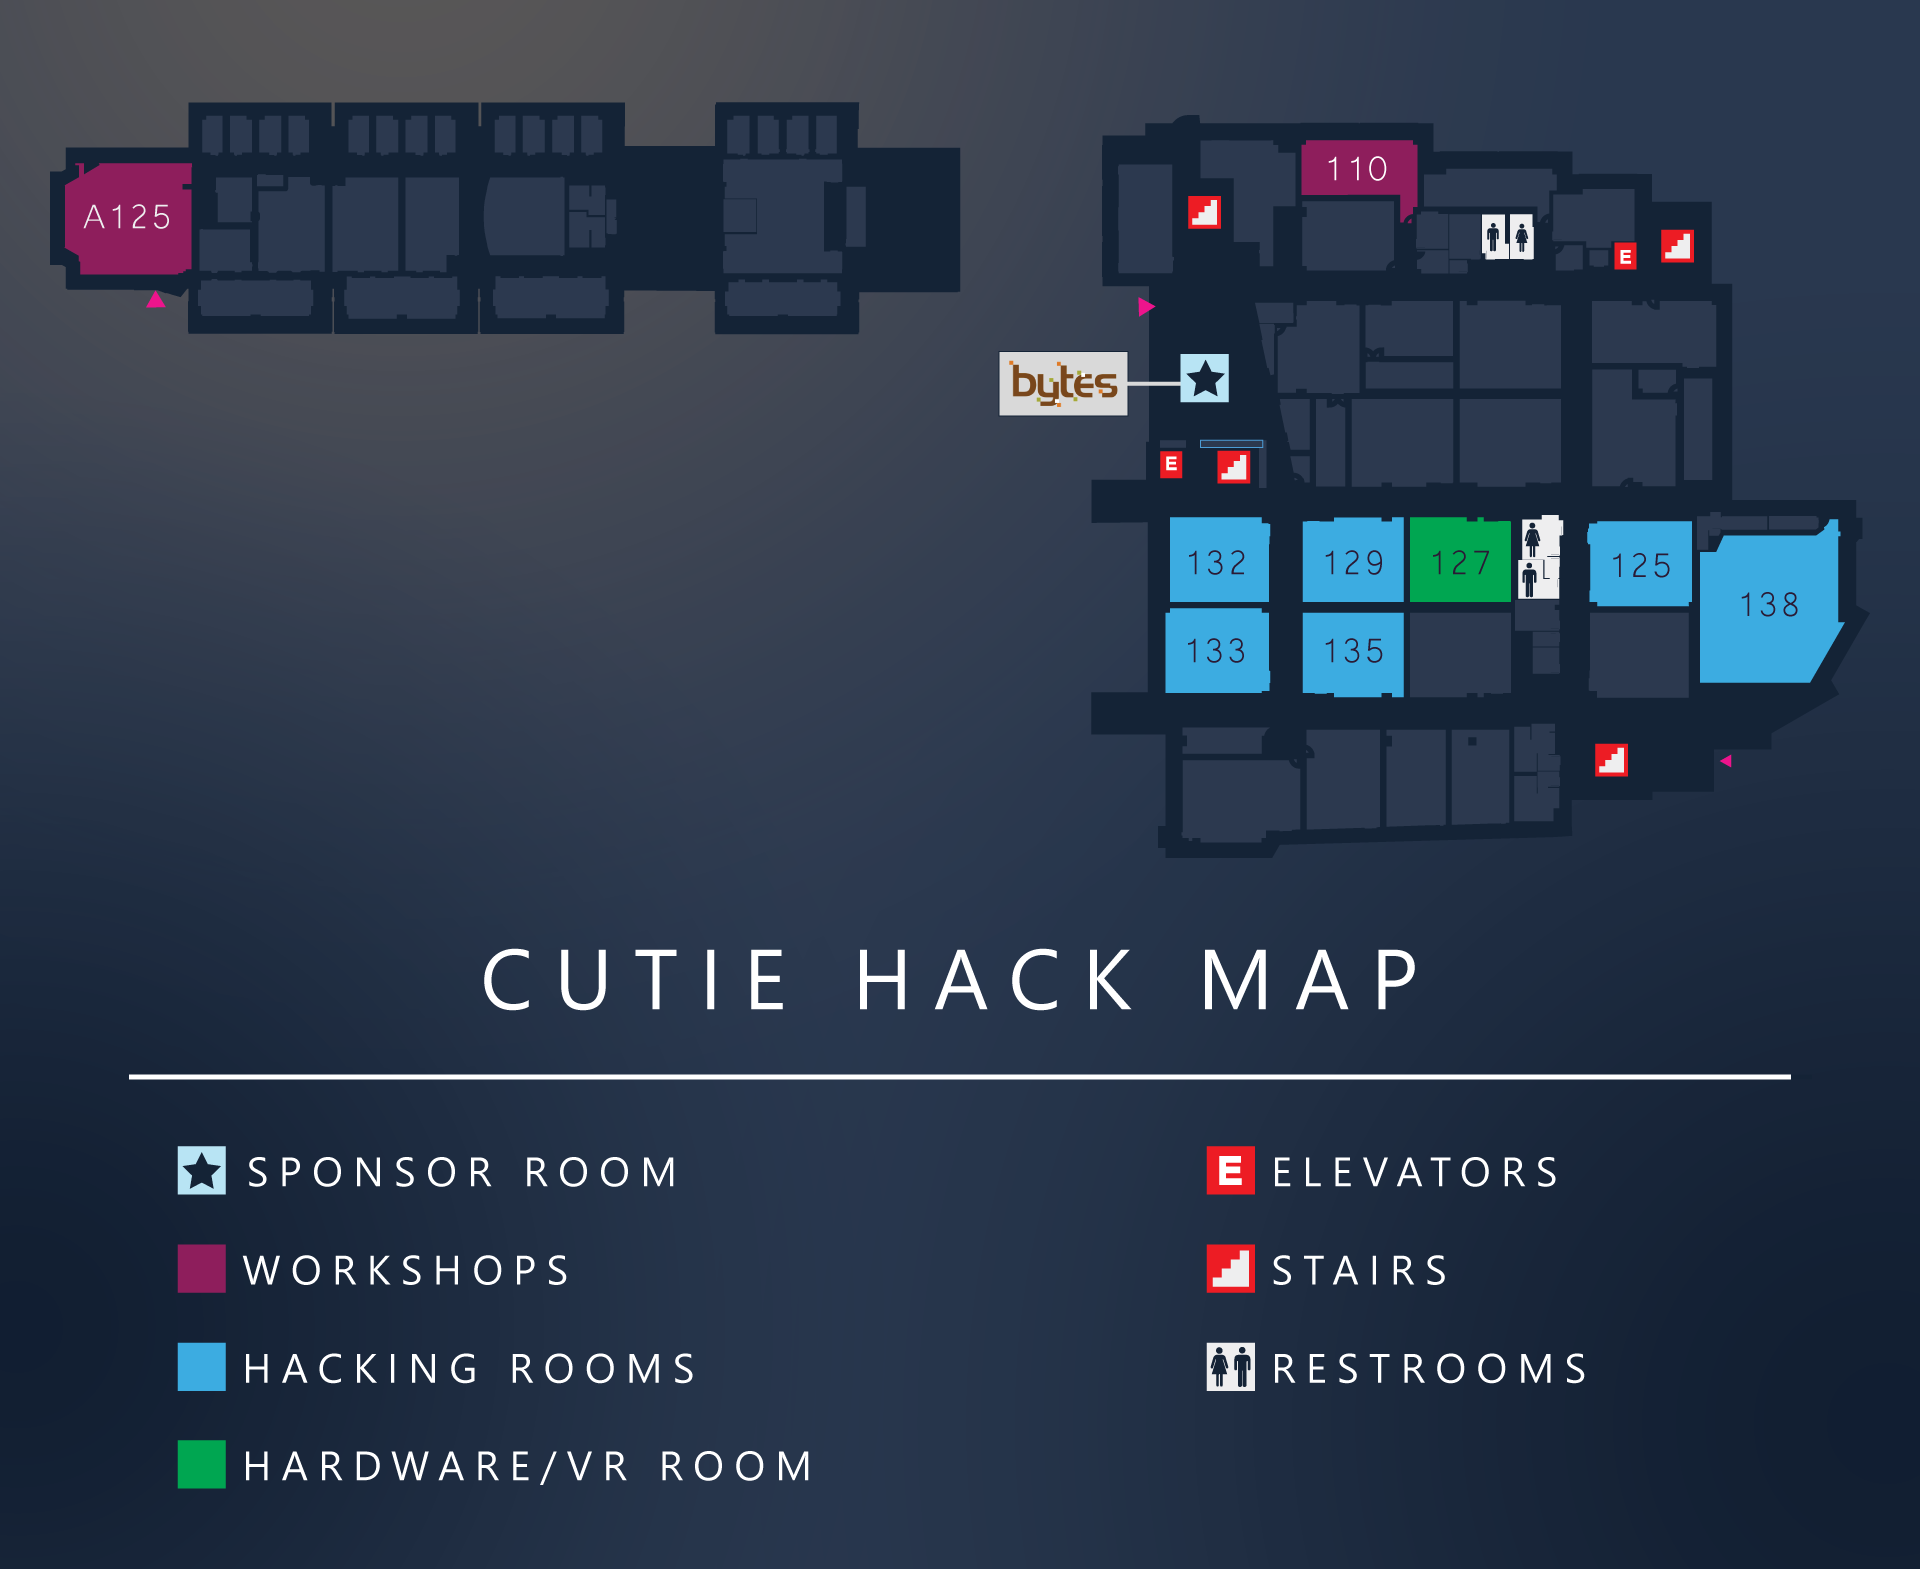 A125
110
E
bytes
E
132
129
127
125
138
133
135
CUTIE HACK MAP
SPONSOR ROOM
WORKSHOPS
HACKING ROOMS
HARDWARE/VR ROOM
E ELEVATORS
STAIRS
RESTROOMS